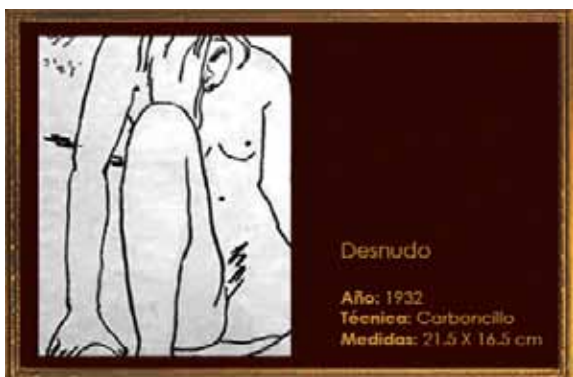 Desnudo
Año: 1932
Técnica: Carboncillo
Medidas: 21.5 X 16.5 cm